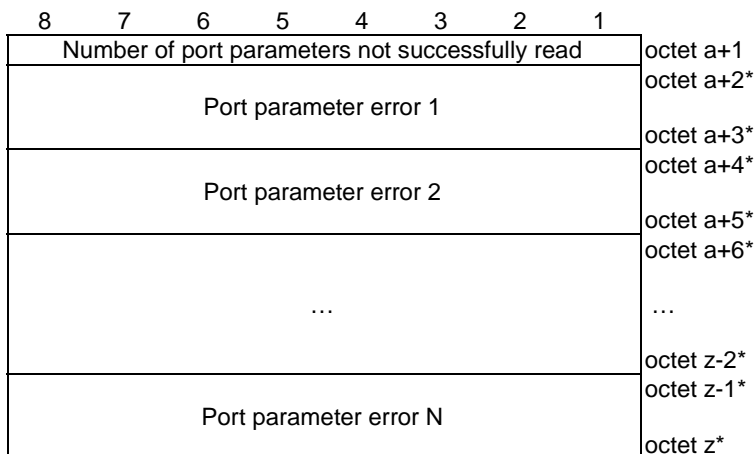 8 7 6 5 4 3 2 1
Number of port parameters not successfully read octet a+1
octet a+2*
Port parameter error 1
octet a+3*
octet a+4*
Port parameter error 2
octet a+5*
octet a+6*
… …
octet z-2*
octet z-1*
Port parameter error N
octet z*